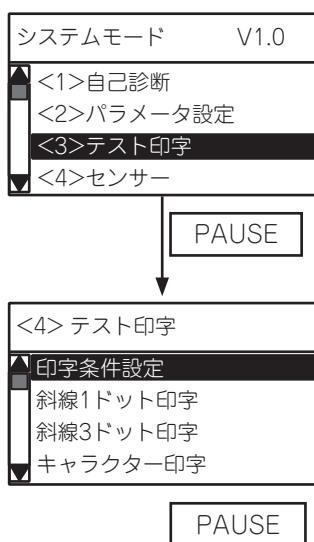 システムモード V1.0
<1>自己診断
<2>パラメータ設定
<3>テスト印字
<4>センサー
PAUSE
<4> テスト印字
印字条件設定
斜線1ドット印字
斜線3ドット印字
キャラクター印字
PAUSE